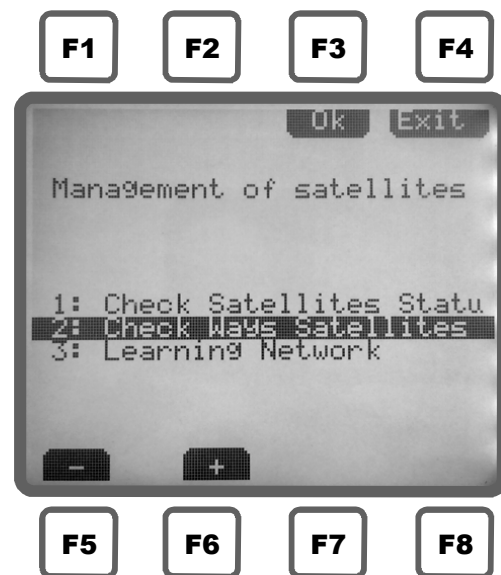 F1 F2 F3 F4
Ok Exit
Management of satellites
1: Check Satellites Statu
2: Check Ways Satellites
3: Learning Network
- +
F5 F6 F7 F8